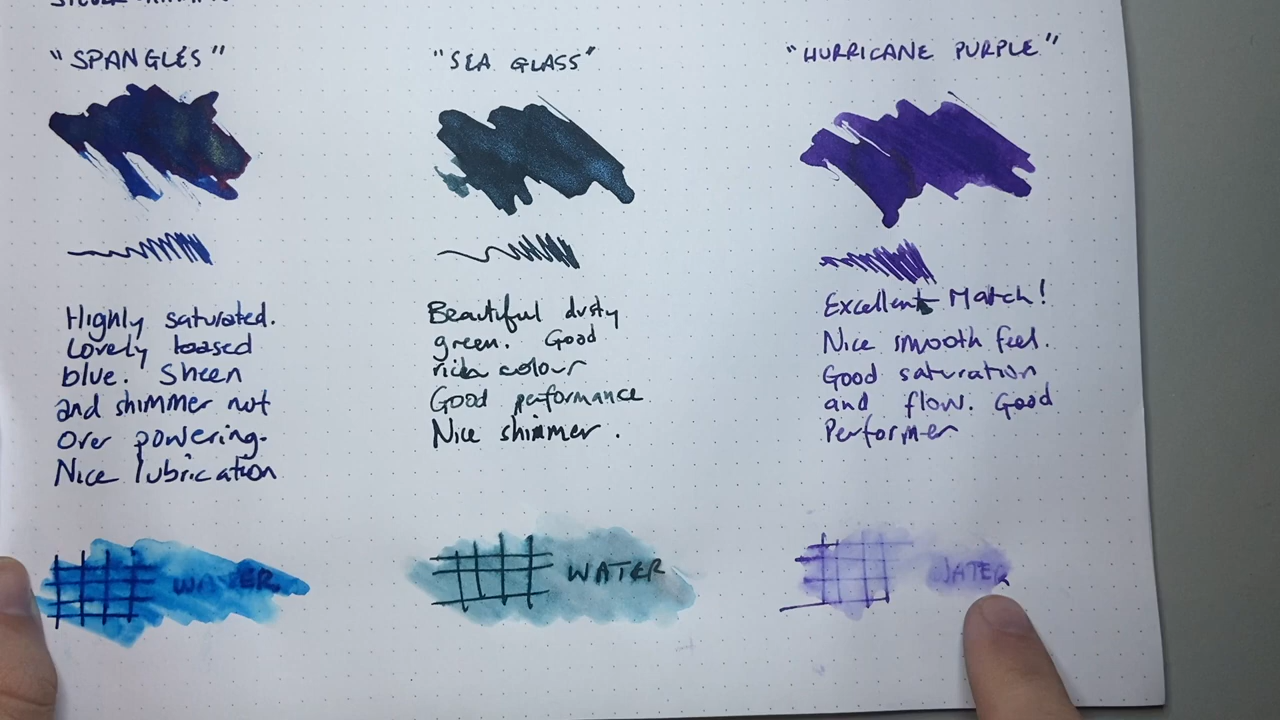 "SPANGLES"
Highly saturated.
Lovely based
blue. Sheen
and shimmer not
Over powering.
Nice lubrication
WATER
"SEA GLASS"
Beautiful dusty
green. Good
rich colour
Good performance
Nice shimmer.
WATER
"HURRICANE PURPLE"
Excellent Match!
Nice smooth feel.
Good saturation
and flow. Good
Performer
WATER